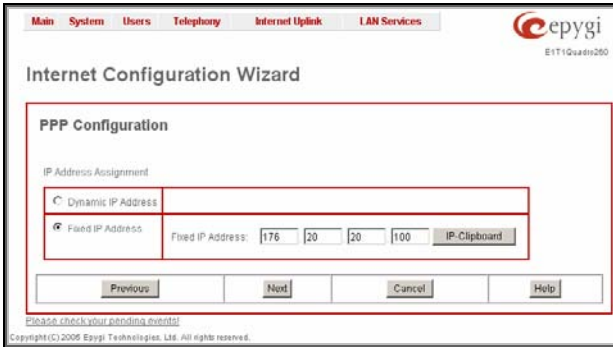 Main System Users Telephony Internet Uplink LAN Services
epygi
E1T1Quadro260
Internet Configuration Wizard
PPP Configuration
IP Address Assignment
Dynamic IP Address
Fixed IP Address Fixed IP Address: 176 20 20 100 IP-Clipboard
Previous Next Cancel Help
Please check your pending events!
Copyright (C) 2005 Epygi Technologies, Ltd. All rights reserved.